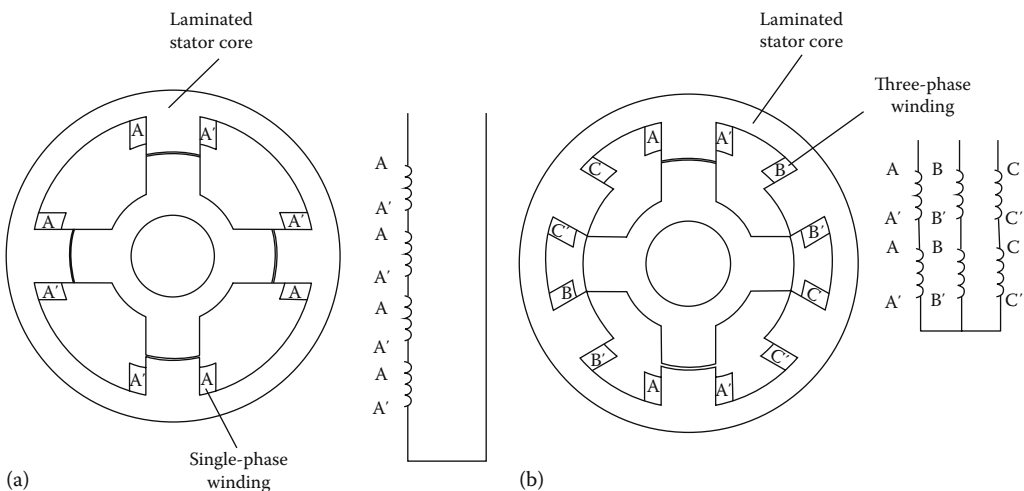 Laminated
stator core
A A′
A A′
A′ A
A′ A
Single-phase
winding
(a)
A
A′
A
A′
A
A′
A
A′
Laminated
stator core
Three-phase
winding
A A′
C B′
C′ B′
B C′
B′ C′
A A′
(b)
A B C
A′ B′ C′
A B C
A′ B′ C′